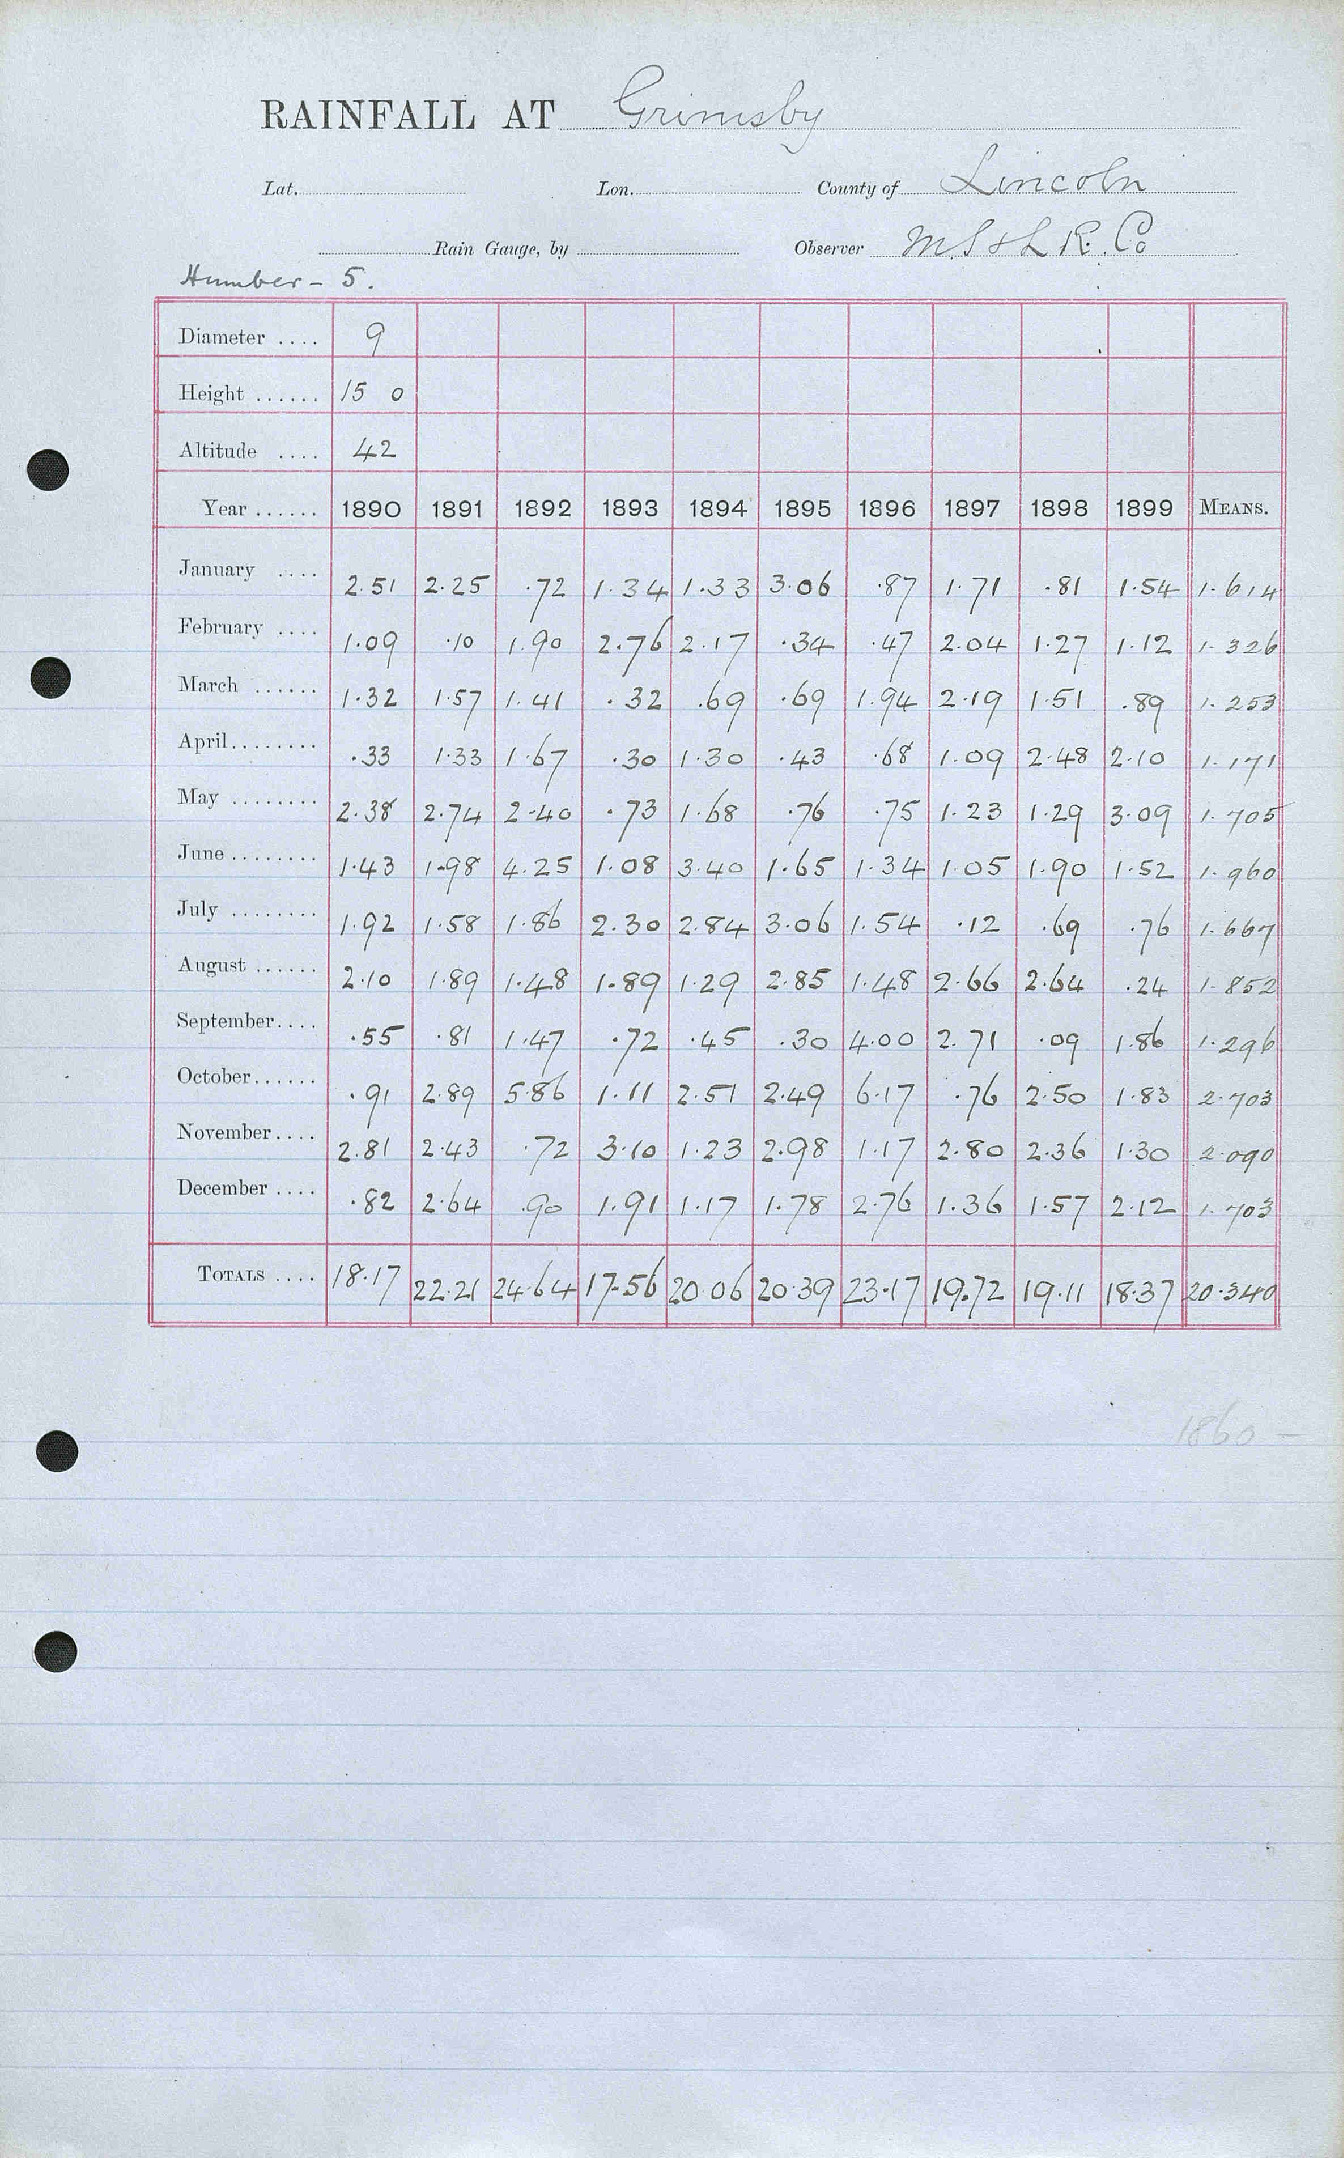 RAINFALL AT Grimsby
Lat. Lon. County of Lincoln
Rain Gauge, by Observer M.S&L R. Co
Humber - 5.
Diameter .... 9
Height ...... 15 0
Altitude .... 42
Year ...... 1890 1891 1892 1893 1894 1895 1896 1897 1898 1899 MEANS.
January .... 2.51 2.25 .72 1.34 1.33 3.06 .87 1.71 .81 1.54 1.614
February .... 1.09 .10 1.90 2.76 2.17 .34 .47 2.04 1.27 1.12 1.326
March ...... 1.32 1.57 1.41 .32 .69 .69 1.94 2.19 1.51 .89 1.253
April........ .33 1.33 1.67 .30 1.30 .43 .68 1.09 2.48 2.10 1.171
May ........ 2.38 2.74 2.40 .73 1.68 .76 .75 1.23 1.29 3.09 1.705
June ........ 1.43 1.98 4.25 1.08 3.40 1.65 1.34 1.05 1.90 1.52 1.960
July ........ 1.92 1.58 1.86 2.30 2.84 3.06 1.54 .12 .69 .76 1.667
August ...... 2.10 1.89 1.48 1.89 1.29 2.85 1.48 2.66 2.64 .24 1.852
September.... .55 .81 1.47 .72 .45 .30 4.00 2.71 .09 1.86 1.296
October...... .91 2.89 5.86 1.11 2.51 2.49 6.17 .76 2.50 1.83 2.703
November.... 2.81 2.43 .72 3.10 1.23 2.98 1.17 2.80 2.36 1.30 2.090
December .... .82 2.64 .90 1.91 1.17 1.78 2.76 1.36 1.57 2.12 1.703
TOTALS .... 18.17 22.21 24.64 17.56 20.06 20.39 23.17 19.72 19.11 18.37 20.340
1860 -